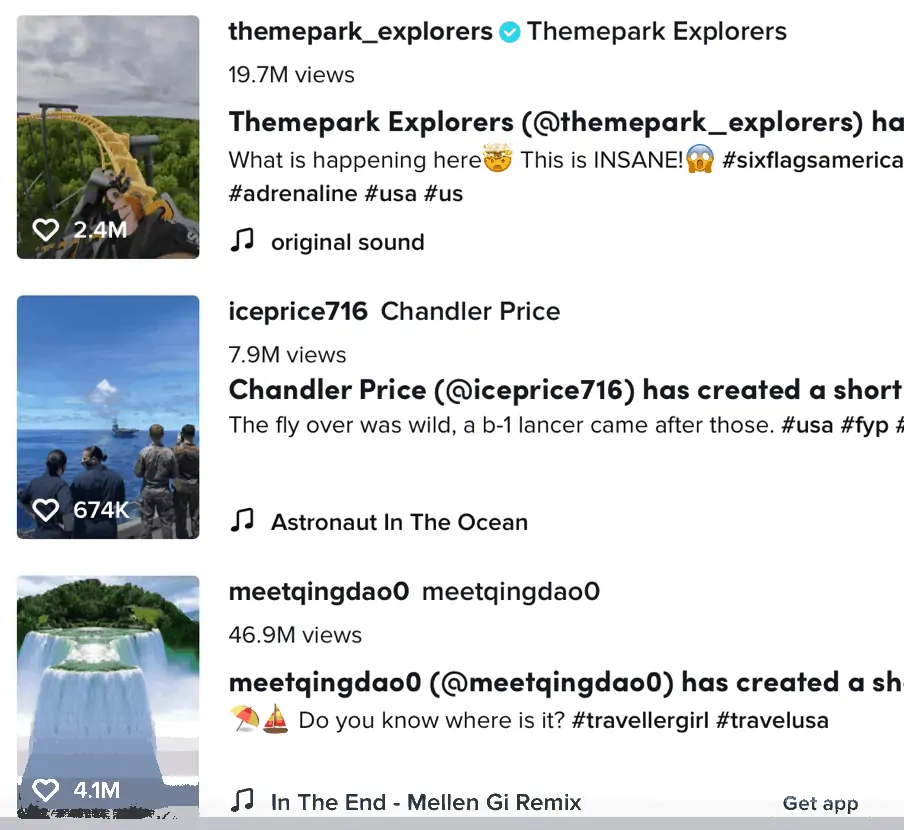 themepark_explorers Themepark Explorers
19.7M views
Themepark Explorers (@themepark_explorers) ha
What is happening here🤯 This is INSANE!😱 #sixflagsamerica
#adrenaline #usa #us
2.4M
original sound
iceprice716 Chandler Price
7.9M views
Chandler Price (@iceprice716) has created a short
The fly over was wild, a b-1 lancer came after those. #usa #fyp #
674K
Astronaut In The Ocean
meetqingdao0 meetqingdao0
46.9M views
meetqingdao0 (@meetqingdao0) has created a sh
🏖️⛵ Do you know where is it? #travellergirl #travelusa
4.1M
In The End - Mellen Gi Remix
Get app